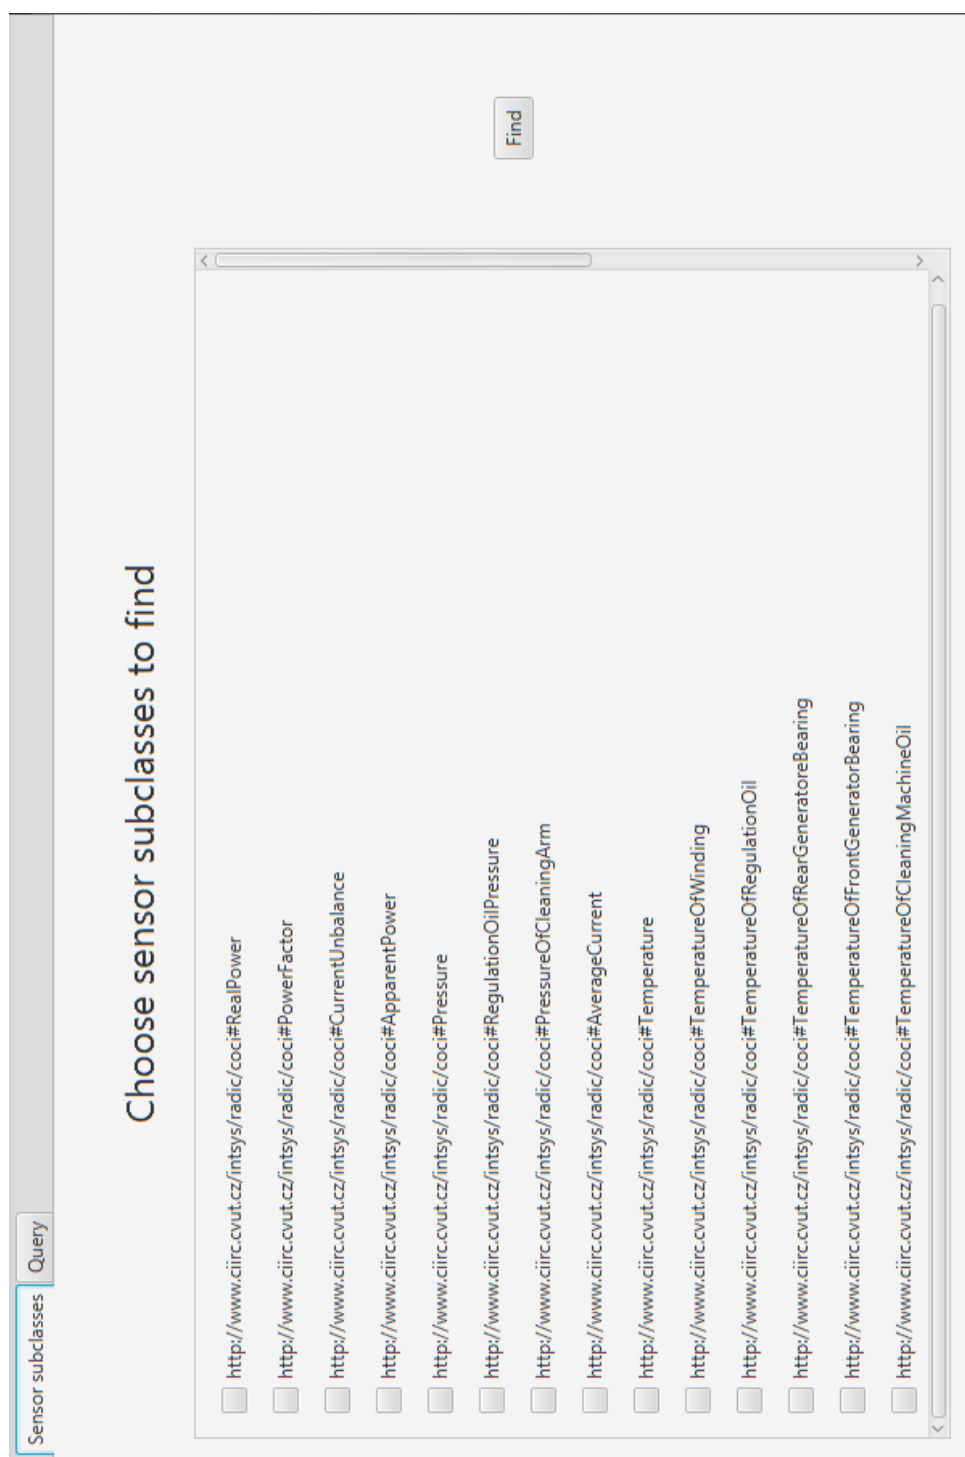 Sensor subclasses
Query
Choose sensor subclasses to find
http://www.ciirc.cvut.cz/intsys/radic/coci#RealPower
http://www.ciirc.cvut.cz/intsys/radic/coci#PowerFactor
http://www.ciirc.cvut.cz/intsys/radic/coci#CurrentUnbalance
http://www.ciirc.cvut.cz/intsys/radic/coci#ApparentPower
http://www.ciirc.cvut.cz/intsys/radic/coci#Pressure
http://www.ciirc.cvut.cz/intsys/radic/coci#RegulationOilPressure
http://www.ciirc.cvut.cz/intsys/radic/coci#PressureOfCleaningArm
http://www.ciirc.cvut.cz/intsys/radic/coci#AverageCurrent
http://www.ciirc.cvut.cz/intsys/radic/coci#Temperature
http://www.ciirc.cvut.cz/intsys/radic/coci#TemperatureOfWinding
http://www.ciirc.cvut.cz/intsys/radic/coci#TemperatureOfRegulationOil
http://www.ciirc.cvut.cz/intsys/radic/coci#TemperatureOfRearGeneratoreBearing
http://www.ciirc.cvut.cz/intsys/radic/coci#TemperatureOfFrontGeneratorBearing
http://www.ciirc.cvut.cz/intsys/radic/coci#TemperatureOfCleaningMachineOil
Find